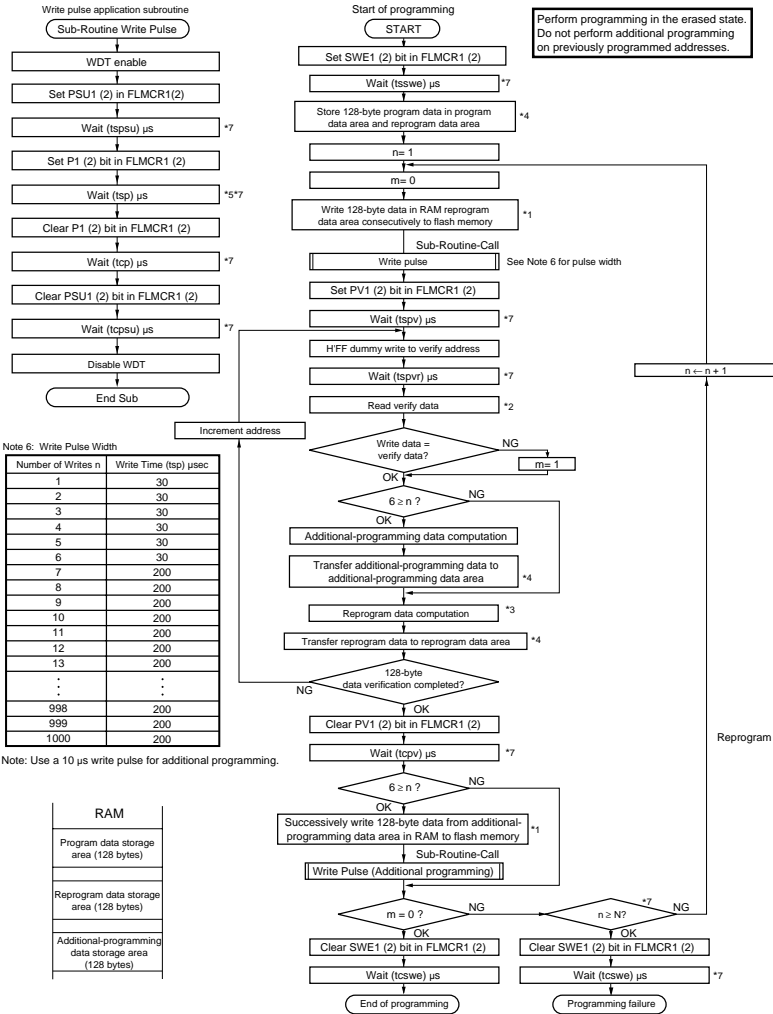 Write pulse application subroutine
Sub-Routine Write Pulse
WDT enable
Set PSU1 (2) in FLMCR1(2)
Wait (tspsu) µs
*7
Set P1 (2) bit in FLMCR1 (2)
Wait (tsp) µs
*5*7
Clear P1 (2) bit in FLMCR1 (2)
Wait (tcp) µs
*7
Clear PSU1 (2) bit in FLMCR1 (2)
Wait (tcpsu) µs
*7
Disable WDT
End Sub
Note 6: Write Pulse Width
Number of Writes n Write Time (tsp) µsec
1 30
2 30
3 30
4 30
5 30
6 30
7 200
8 200
9 200
10 200
11 200
12 200
13 200
998 200
999 200
1000 200
Note: Use a 10 µs write pulse for additional programming.
RAM
Program data storage
area (128 bytes)
Reprogram data storage
area (128 bytes)
Additional-programming
data storage area
(128 bytes)
Start of programming
START
Set SWE1 (2) bit in FLMCR1 (2)
Wait (tsswe) µs
*7
Store 128-byte program data in program
data area and reprogram data area
*4
n= 1
m= 0
Write 128-byte data in RAM reprogram
data area consecutively to flash memory
*1
Sub-Routine-Call
Write pulse
See Note 6 for pulse width
Set PV1 (2) bit in FLMCR1 (2)
Wait (tspv) µs
*7
H'FF dummy write to verify address
Wait (tspvr) µs
*7
Read verify data
*2
Increment address
Write data =
verify data?
NG
m= 1
OK
6 ≥ n ?
NG
OK
Additional-programming data computation
Transfer additional-programming data to
additional-programming data area
*4
Reprogram data computation
*3
Transfer reprogram data to reprogram data area
*4
128-byte
data verification completed?
NG
OK
Clear PV1 (2) bit in FLMCR1 (2)
Wait (tcpv) µs
*7
6 ≥ n ?
NG
OK
Successively write 128-byte data from additional-
programming data area in RAM to flash memory
*1
Sub-Routine-Call
Write Pulse (Additional programming)
m = 0 ?
NG
OK
Clear SWE1 (2) bit in FLMCR1 (2)
Wait (tcswe) µs
End of programming
n ≥ N?
*7
NG
OK
Clear SWE1 (2) bit in FLMCR1 (2)
Wait (tcswe) µs
*7
Programming failure
n ← n + 1
Reprogram
Perform programming in the erased state.
Do not perform additional programming
on previously programmed addresses.